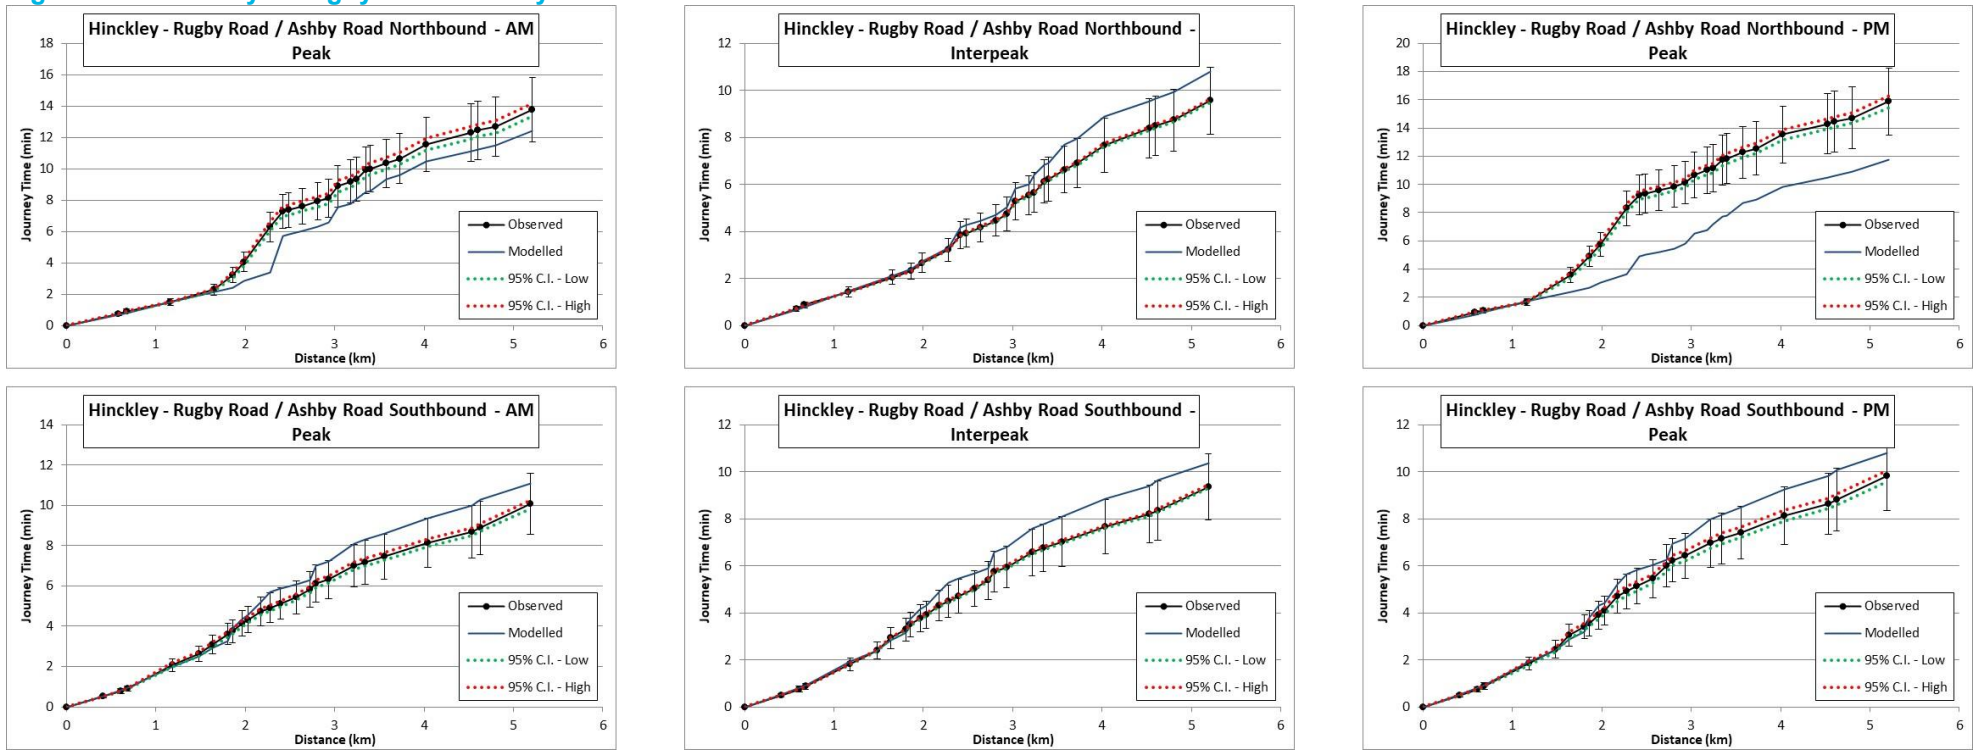 Hinckley - Rugby Road / Ashby Road Northbound - AM
Peak
18
16
14
12
10
8
6
4
2
0
Journey Time (min)
0 1 2 3 4 5 6
Distance (km)
Observed
Modelled
95% C.I. - Low
95% C.I. - High
Hinckley - Rugby Road / Ashby Road Northbound -
Interpeak
12
10
8
6
4
2
0
Journey Time (min)
0 1 2 3 4 5 6
Distance (km)
Observed
Modelled
95% C.I. - Low
95% C.I. - High
Hinckley - Rugby Road / Ashby Road Northbound - PM
Peak
20
18
16
14
12
10
8
6
4
2
0
Journey Time (min)
0 1 2 3 4 5 6
Distance (km)
Observed
Modelled
95% C.I. - Low
95% C.I. - High
Hinckley - Rugby Road / Ashby Road Southbound - AM
Peak
14
12
10
8
6
4
2
0
Journey Time (min)
0 1 2 3 4 5 6
Distance (km)
Observed
Modelled
95% C.I. - Low
95% C.I. - High
Hinckley - Rugby Road / Ashby Road Southbound -
Interpeak
12
10
8
6
4
2
0
Journey Time (min)
0 1 2 3 4 5 6
Distance (km)
Observed
Modelled
95% C.I. - Low
95% C.I. - High
Hinckley - Rugby Road / Ashby Road Southbound - PM
Peak
12
10
8
6
4
2
0
Journey Time (min)
0 1 2 3 4 5 6
Distance (km)
Observed
Modelled
95% C.I. - Low
95% C.I. - High